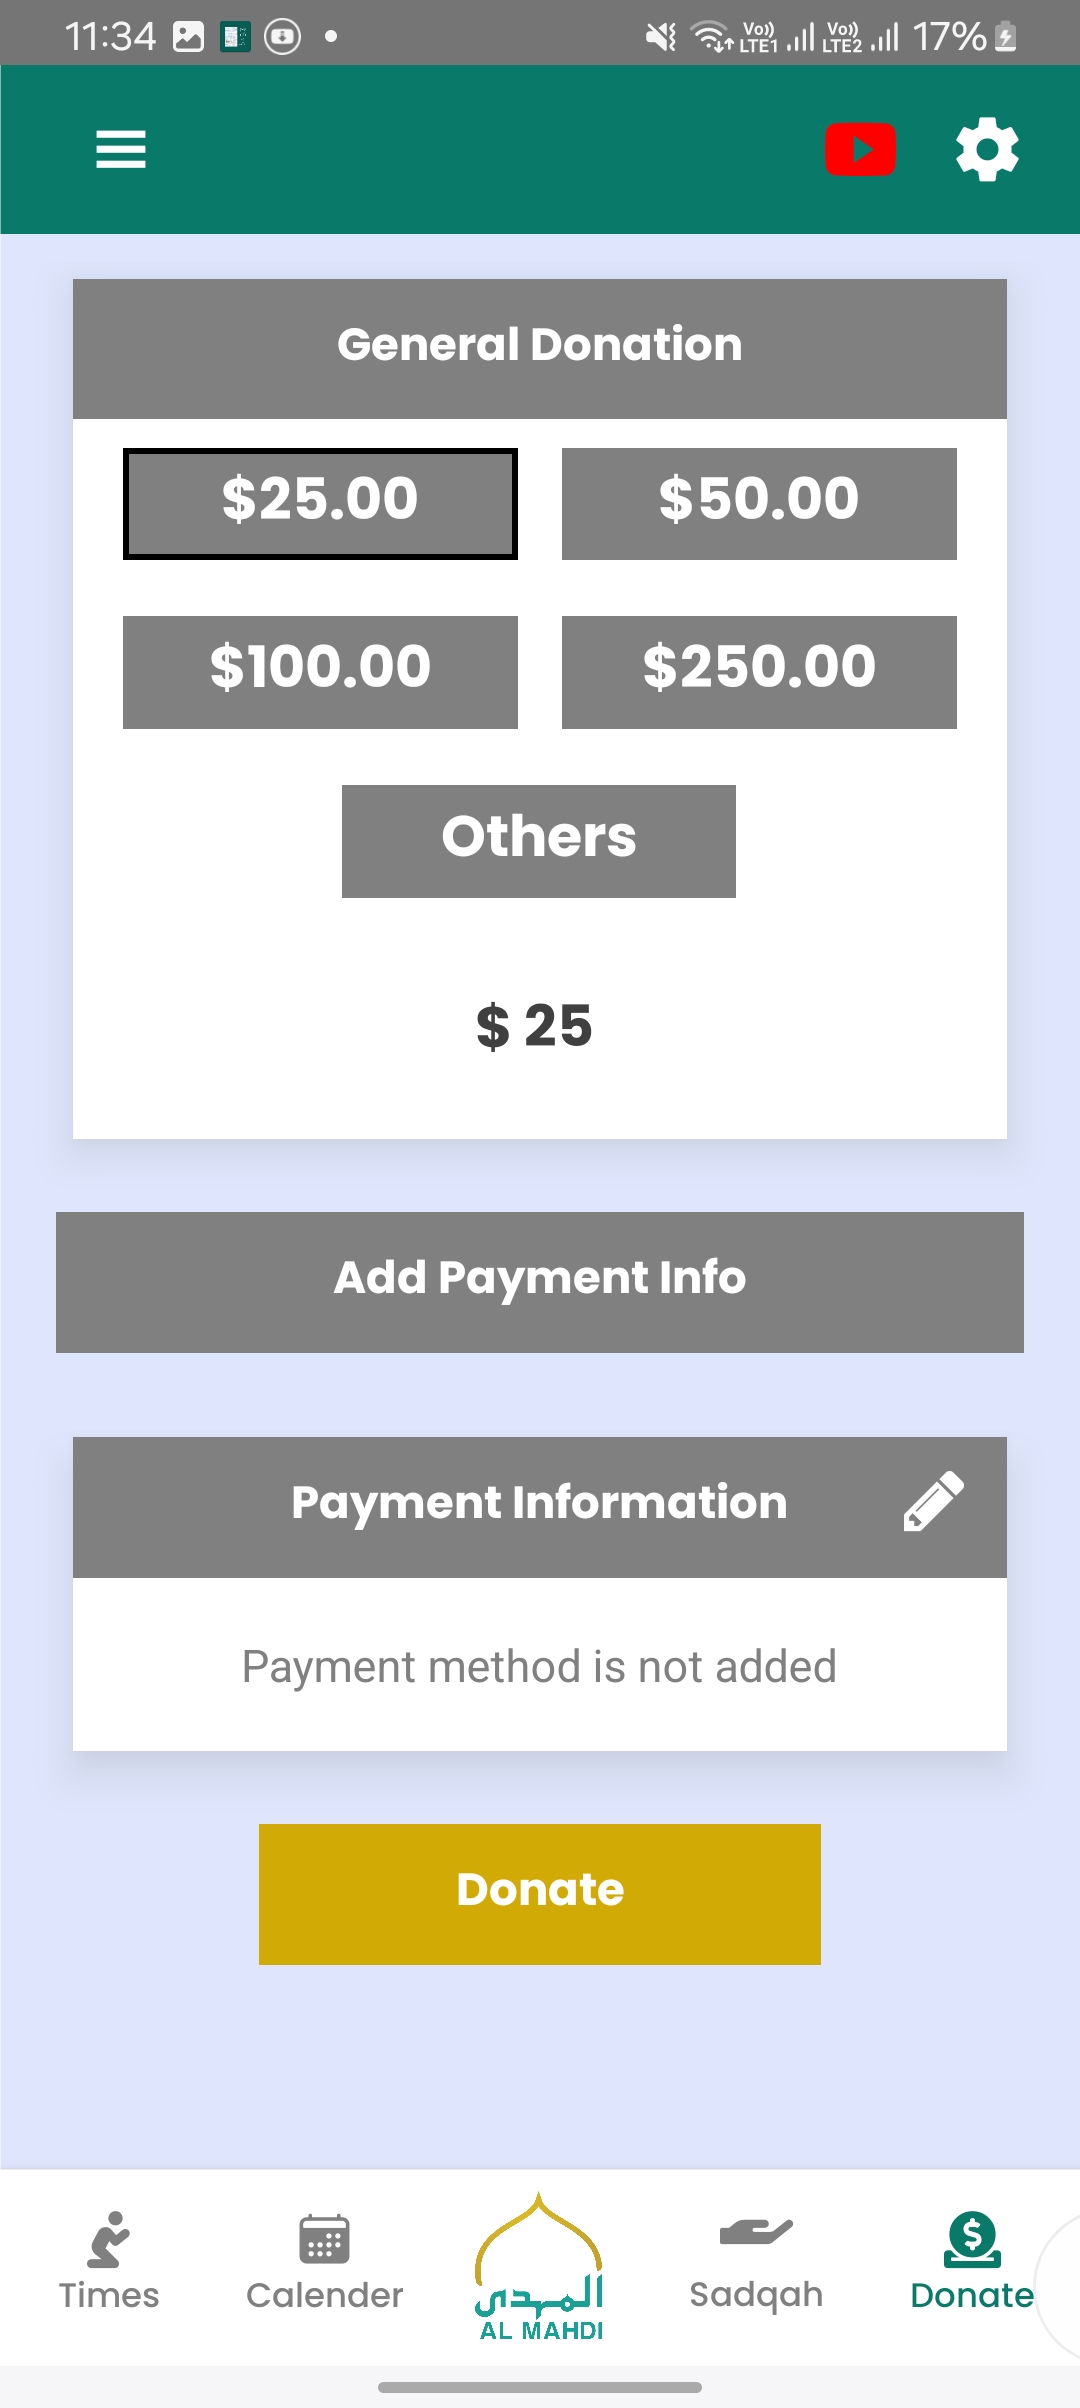 11:34 Vo)) LTE1 Vo)) LTE2 17%
General Donation
$25.00 $50.00
$100.00 $250.00
Others
$ 25
Add Payment Info
Payment Information
Payment method is not added
Donate
المهدي
AL MAHDI
Times Calender Sadqah Donate